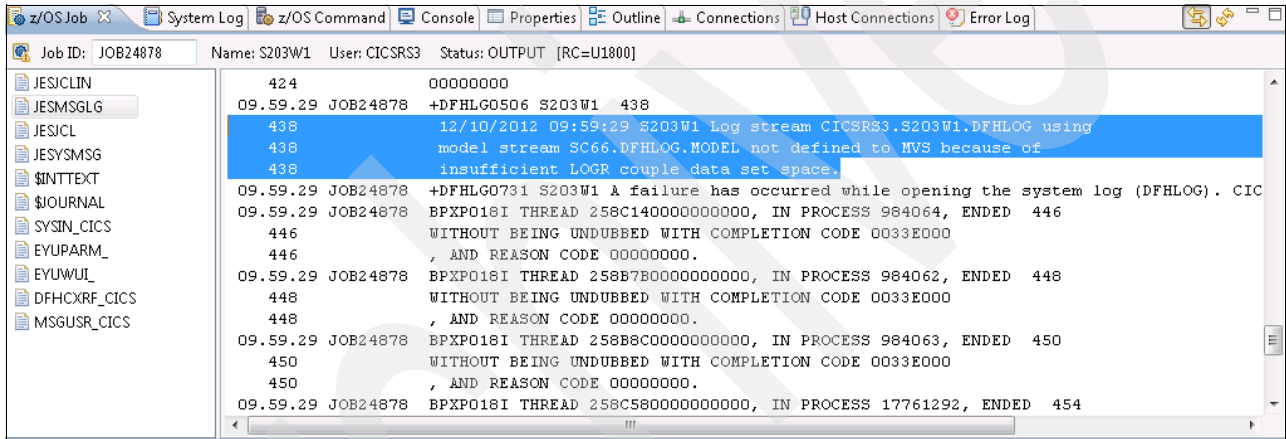 z/OS Job System Log z/OS Command Console Properties Outline Connections Host Connections Error Log
Job ID: JOB24878 Name: S203W1 User: CICSRS3 Status: OUTPUT [RC=U1800]
JESJCLIN
JESMSGLG
JESJCL
JESYSMSG
$INTTEXT
$JOURNAL
SYSIN_CICS
EYUPARM_
EYUWUI_
DFHCXRF_CICS
MSGUSR_CICS
424 00000000
09.59.29 JOB24878 +DFHLG0506 S203W1 438
438 12/10/2012 09:59:29 S203W1 Log stream CICSRS3.S203W1.DFHLOG using
438 model stream SC66.DFHLOG.MODEL not defined to MVS because of
438 insufficient LOGR couple data set space.
09.59.29 JOB24878 +DFHLG0731 S203W1 A failure has occurred while opening the system log (DFHLOG). CIC
09.59.29 JOB24878 BPXP018I THREAD 258C140000000000, IN PROCESS 984064, ENDED 446
446 WITHOUT BEING UNDUBBED WITH COMPLETION CODE 0033E000
446 , AND REASON CODE 00000000.
09.59.29 JOB24878 BPXP018I THREAD 258B7B0000000000, IN PROCESS 984062, ENDED 448
448 WITHOUT BEING UNDUBBED WITH COMPLETION CODE 0033E000
448 , AND REASON CODE 00000000.
09.59.29 JOB24878 BPXP018I THREAD 258B8C0000000000, IN PROCESS 984063, ENDED 450
450 WITHOUT BEING UNDUBBED WITH COMPLETION CODE 0033E000
450 , AND REASON CODE 00000000.
09.59.29 JOB24878 BPXP018I THREAD 258C580000000000, IN PROCESS 17761292, ENDED 454